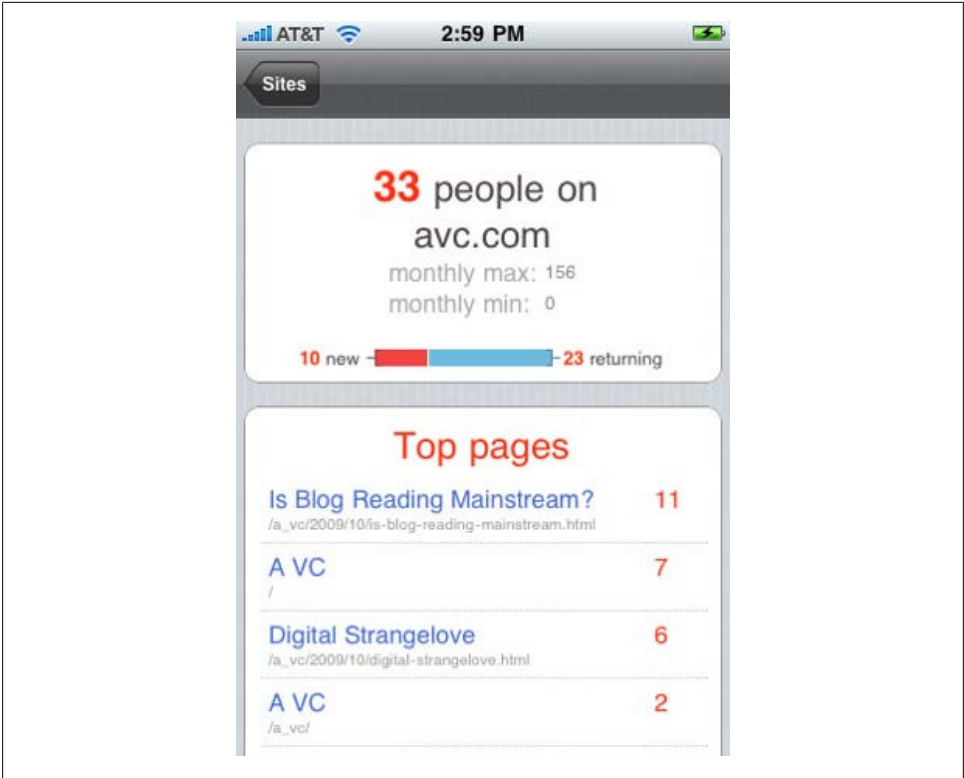 AT&T 2:59 PM
Sites
33 people on
avc.com
monthly max: 156
monthly min: 0
10 new 23 returning
Top pages
Is Blog Reading Mainstream? 11
/a_vc/2009/10/is-blog-reading-mainstream.html
A VC 7
/
Digital Strangelove 6
/a_vc/2009/10/digital-strangelove.html
A VC 2
/a_vc/